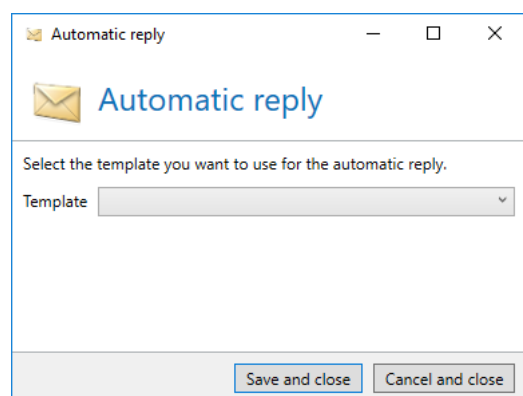 Automatic reply
Automatic reply
Select the template you want to use for the automatic reply.
Template
Save and close Cancel and close